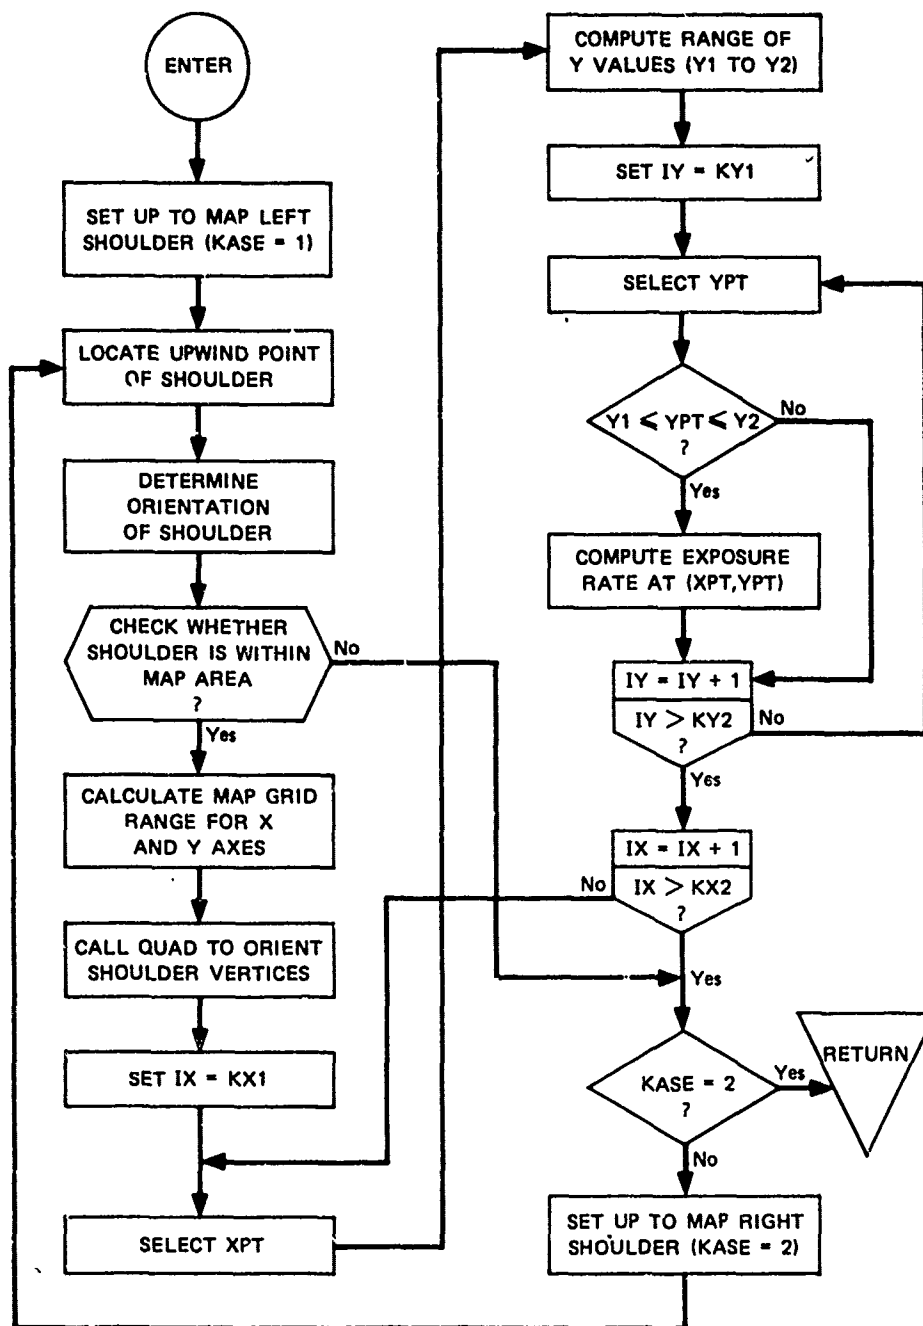 ENTER
SET UP TO MAP LEFT
SHOULDER (KASE = 1)
LOCATE UPWIND POINT
OF SHOULDER
DETERMINE
ORIENTATION
OF SHOULDER
CHECK WHETHER
SHOULDER IS WITHIN
MAP AREA
?
No
Yes
CALCULATE MAP GRID
RANGE FOR X
AND Y AXES
CALL QUAD TO ORIENT
SHOULDER VERTICES
SET IX = KX1
SELECT XPT
COMPUTE RANGE OF
Y VALUES (Y1 TO Y2)
SET IY = KY1
SELECT YPT
Y1 ⩽ YPT ⩽ Y2
?
No
Yes
COMPUTE EXPOSURE
RATE AT (XPT,YPT)
IY = IY + 1
IY > KY2
?
No
Yes
IX = IX + 1
IX > KX2
?
No
Yes
KASE = 2
?
Yes
RETURN
No
SET UP TO MAP RIGHT
SHOULDER (KASE = 2)